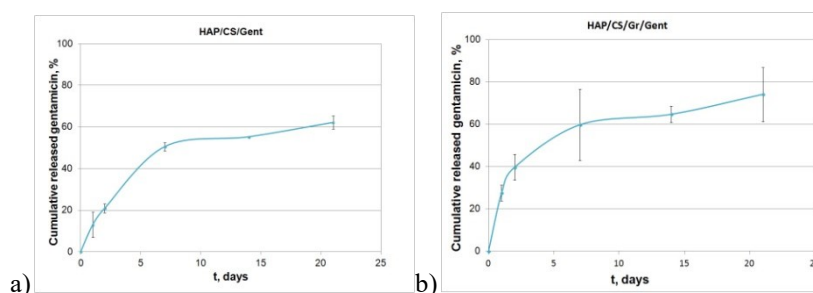 HAP/CS/Gent
Cumulative released gentamicin, %
100
80
60
40
20
0
0 5 10 15 20 25
t, days
a)
HAP/CS/Gr/Gent
Cumulative released gentamicin, %
100
80
60
40
20
0
0 5 10 15 20 25
t, days
b)